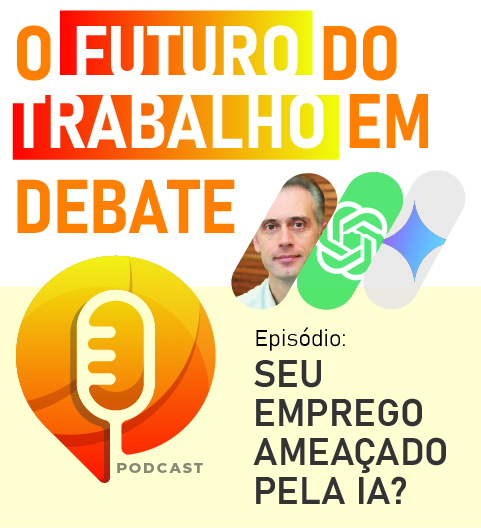 O FUTURO DO
TRABALHO EM
DEBATE
Episódio:
SEU
EMPREGO
AMEAÇADO
PELA IA?
PODCAST